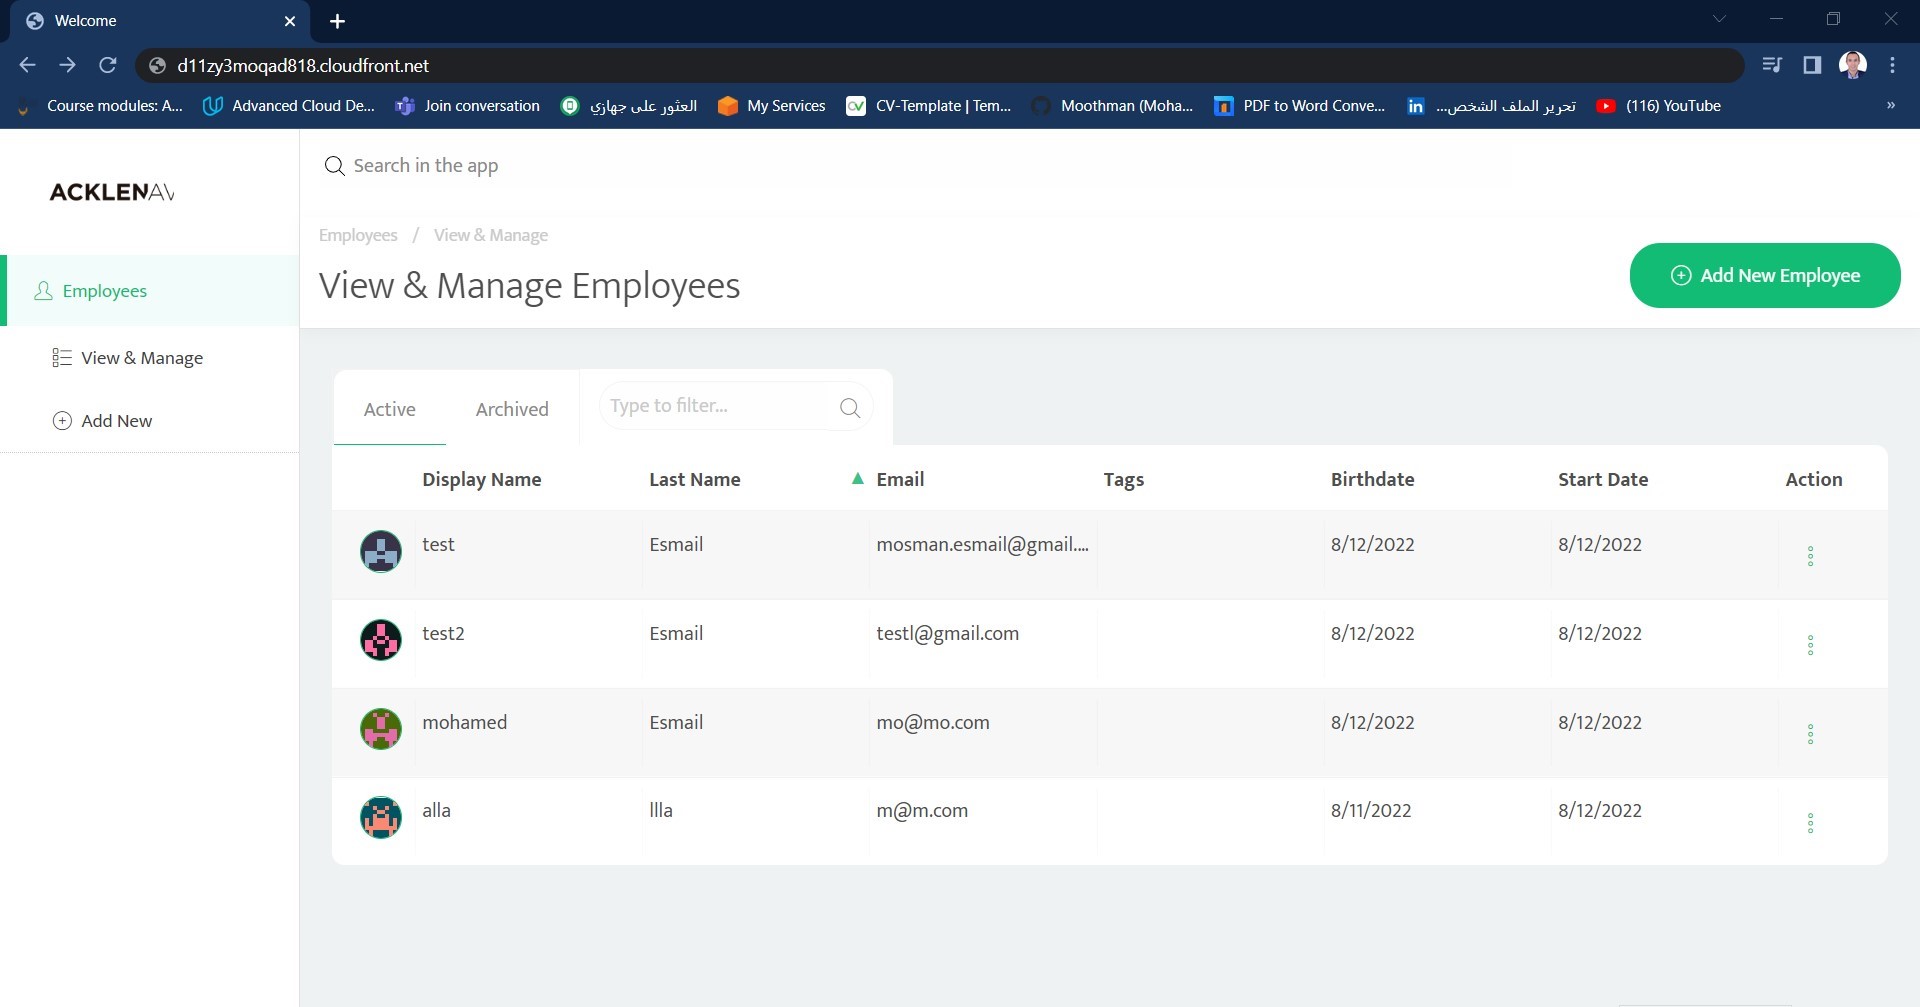 Welcome
d11zy3moqad818.cloudfront.net
Course modules: A... Advanced Cloud De... Join conversation العثور على جهازي My Services CV-Template | Tem... Moothman (Moha... PDF to Word Conve... تحرير الملف الشخص... (116) YouTube »
ACKLENAV
Search in the app
Employees / View & Manage
View & Manage Employees
Add New Employee
Employees
View & Manage
Add New
Active Archived Type to filter...
Display Name Last Name ▲ Email Tags Birthdate Start Date Action
test Esmail mosman.esmail@gmail.... 8/12/2022 8/12/2022
test2 Esmail testl@gmail.com 8/12/2022 8/12/2022
mohamed Esmail mo@mo.com 8/12/2022 8/12/2022
alla llla m@m.com 8/11/2022 8/12/2022